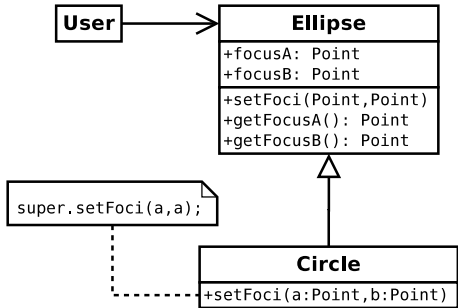 User
Ellipse
+focusA: Point
+focusB: Point
+setFoci(Point,Point)
+getFocusA(): Point
+getFocusB(): Point
super.setFoci(a,a);
Circle
+setFoci(a:Point,b:Point)